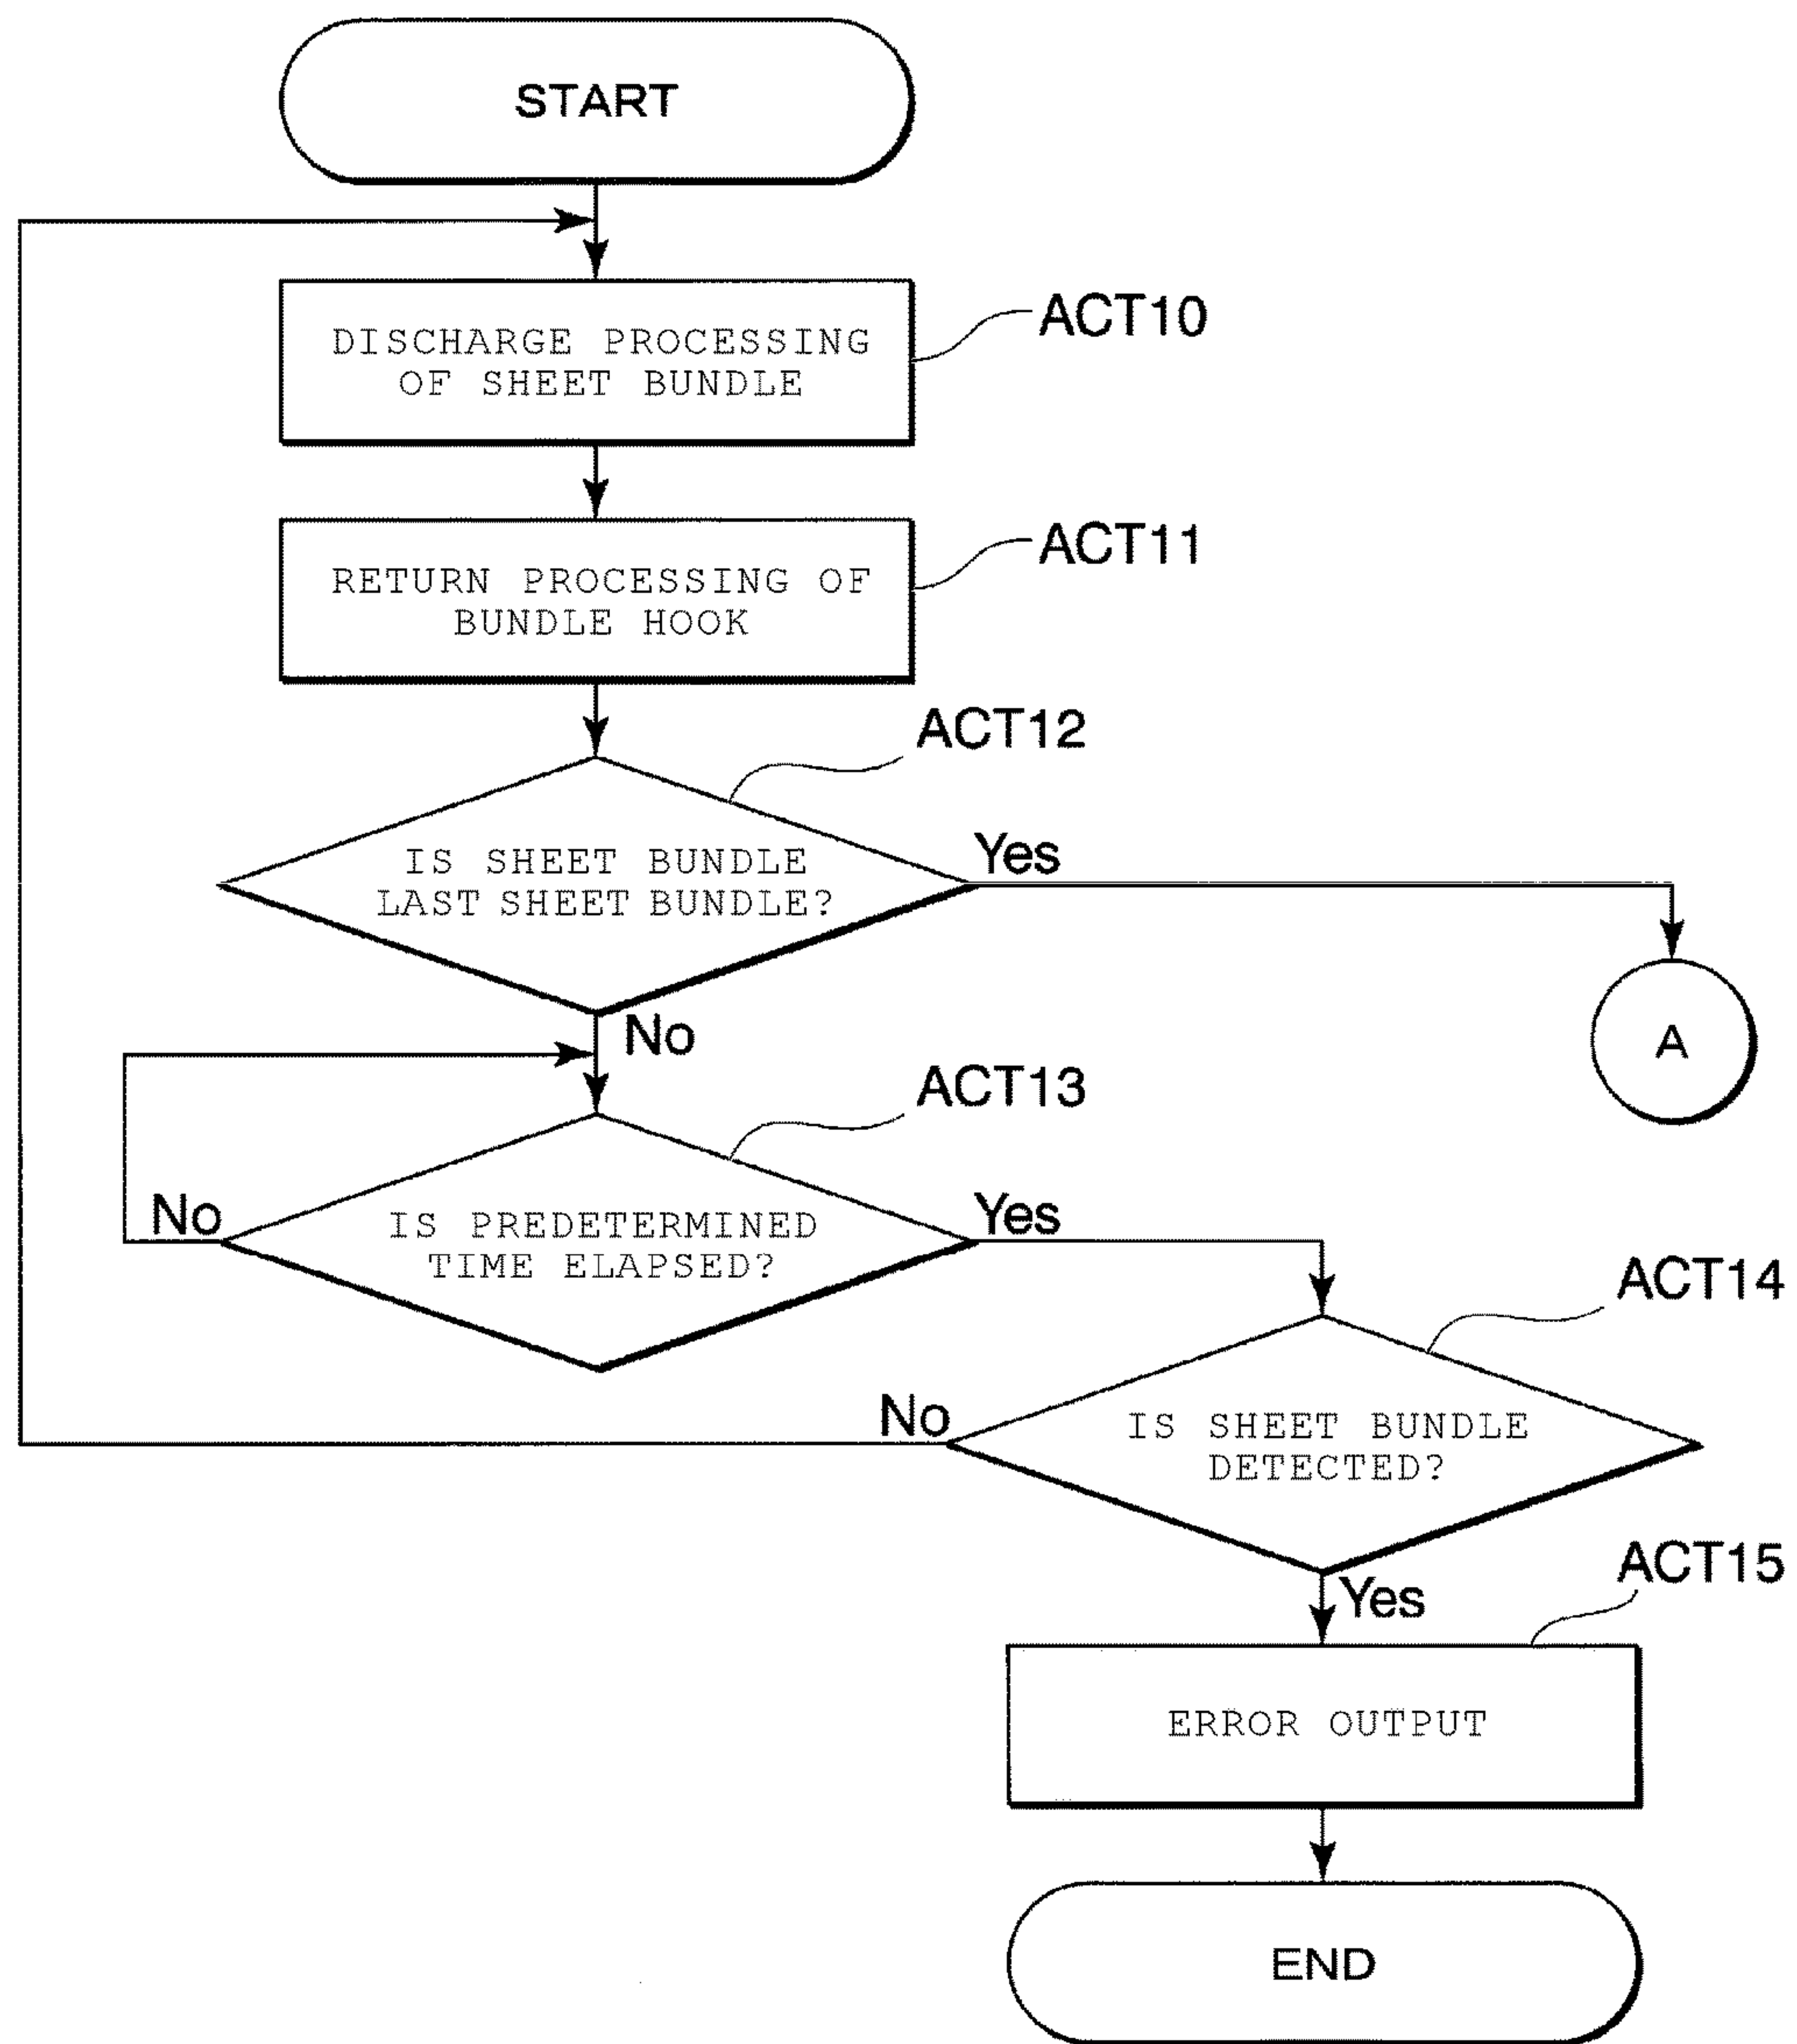 START
DISCHARGE PROCESSING
OF SHEET BUNDLE
ACT10
RETURN PROCESSING OF
BUNDLE HOOK
ACT11
ACT12
IS SHEET BUNDLE
LAST SHEET BUNDLE?
Yes
No
A
ACT13
IS PREDETERMINED
TIME ELAPSED?
No
Yes
ACT14
IS SHEET BUNDLE
DETECTED?
No
Yes
ACT15
ERROR OUTPUT
END